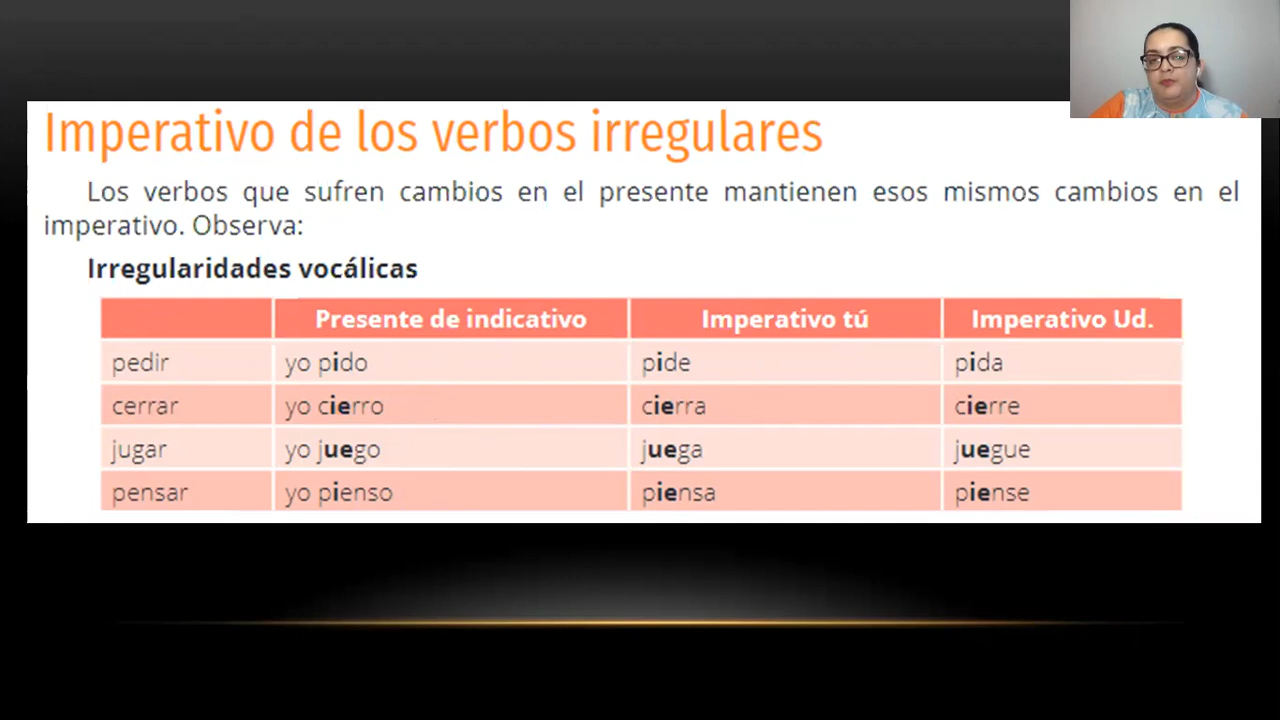 Imperativo de los verbos irregulares
Los verbos que sufren cambios en el presente mantienen esos mismos cambios en el
imperativo. Observa:
Irregularidades vocálicas
Presente de indicativo Imperativo tú Imperativo Ud.
pedir yo pido pide pida
cerrar yo cierro cierra cierre
jugar yo juego juega juegue
pensar yo pienso piensa piense